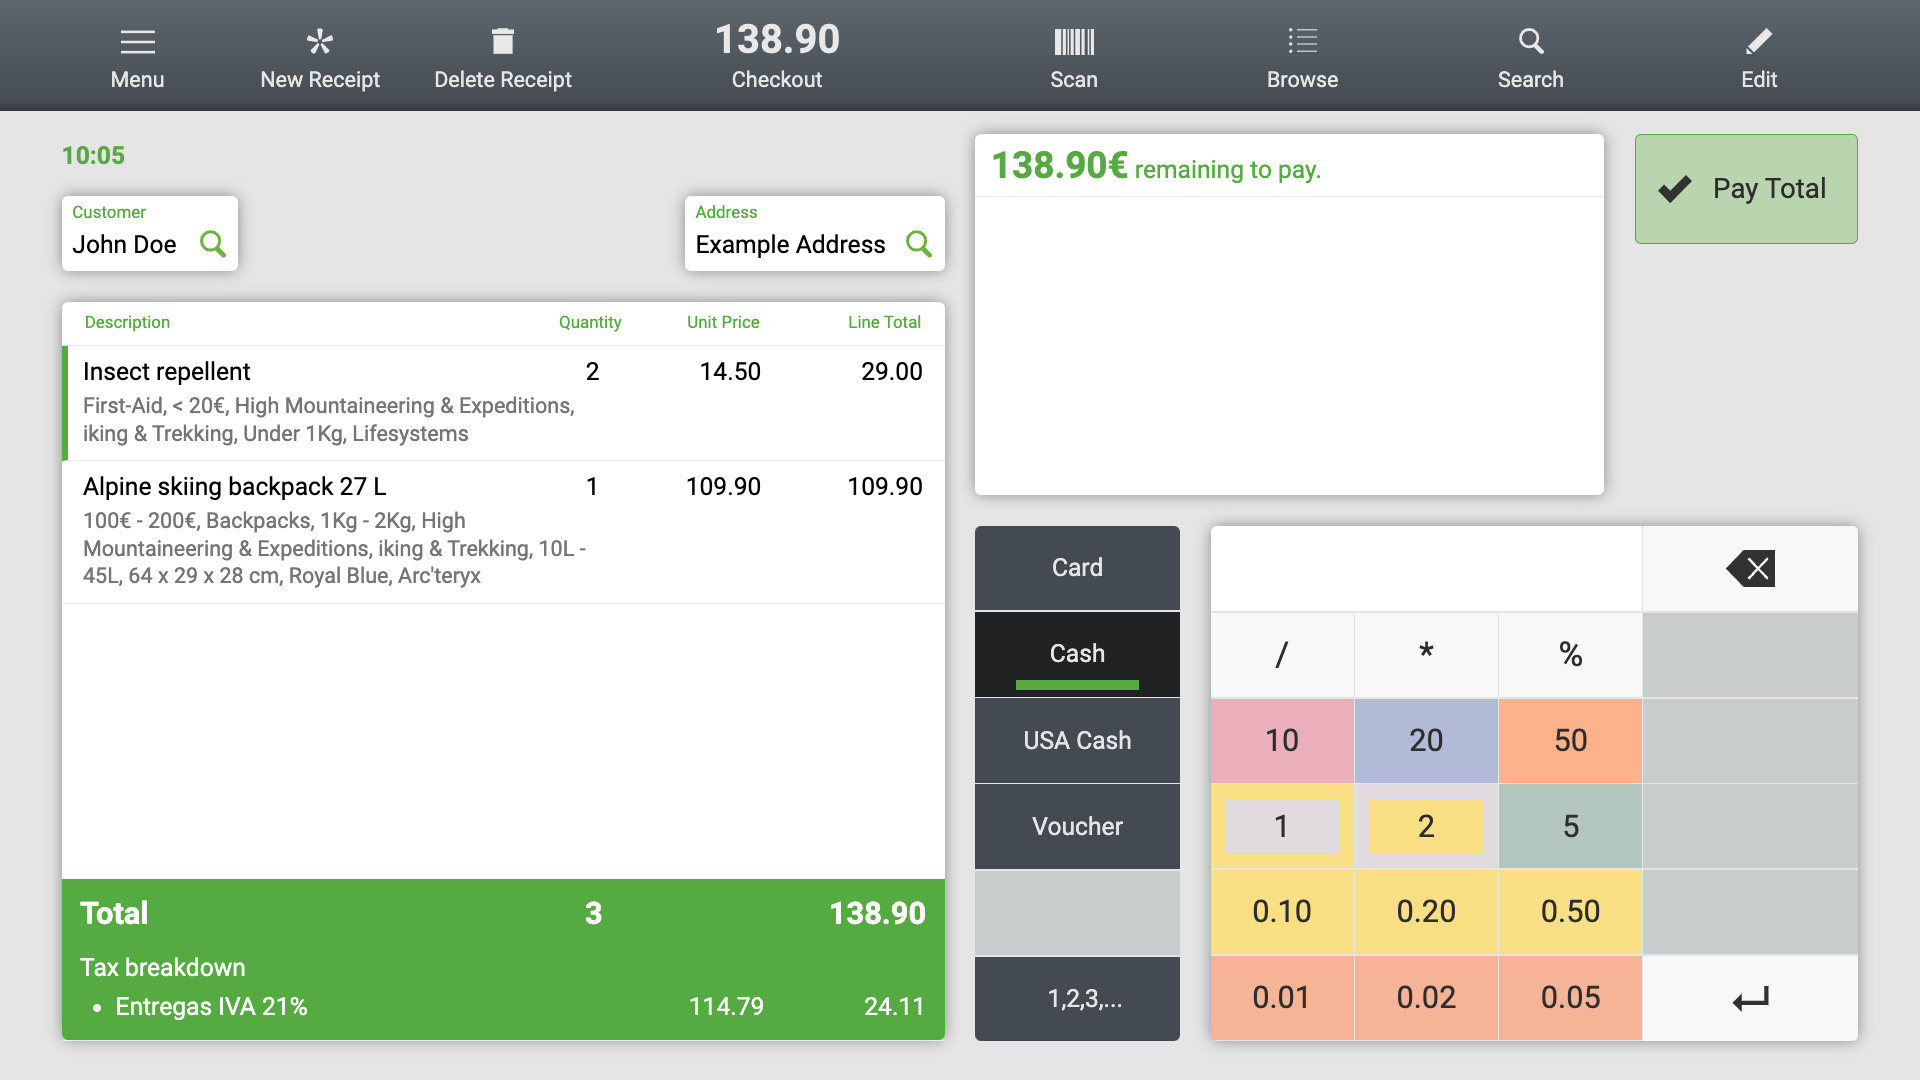 Menu
New Receipt
Delete Receipt
138.90
Checkout
Scan
Browse
Search
Edit
10:05
Customer
John Doe
Address
Example Address
Description Quantity Unit Price Line Total
Insect repellent 2 14.50 29.00
First-Aid, < 20€, High Mountaineering & Expeditions,
iking & Trekking, Under 1Kg, Lifesystems
Alpine skiing backpack 27 L 1 109.90 109.90
100€ - 200€, Backpacks, 1Kg - 2Kg, High
Mountaineering & Expeditions, iking & Trekking, 10L -
45L, 64 x 29 x 28 cm, Royal Blue, Arc'teryx
Total 3 138.90
Tax breakdown
• Entregas IVA 21% 114.79 24.11
138.90€ remaining to pay.
Pay Total
Card
Cash
USA Cash
Voucher
1,2,3,...
/ * %
10 20 50
1 2 5
0.10 0.20 0.50
0.01 0.02 0.05